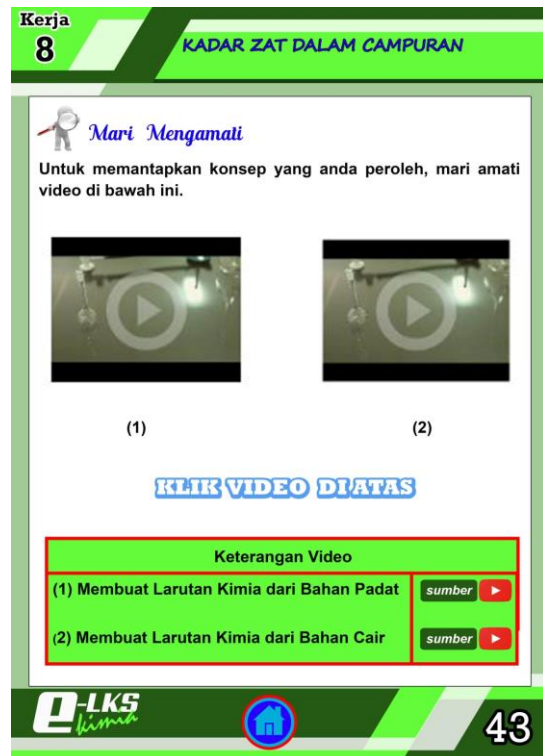 Kerja
8
KADAR ZAT DALAM CAMPURAN
Mari Mengamati
Untuk memantapkan konsep yang anda peroleh, mari amati
video di bawah ini.
(1)
(2)
KLIK VIDEO DI ATAS
Keterangan Video
(1) Membuat Larutan Kimia dari Bahan Padat
sumber
(2) Membuat Larutan Kimia dari Bahan Cair
sumber
e-LKS
kimia
43